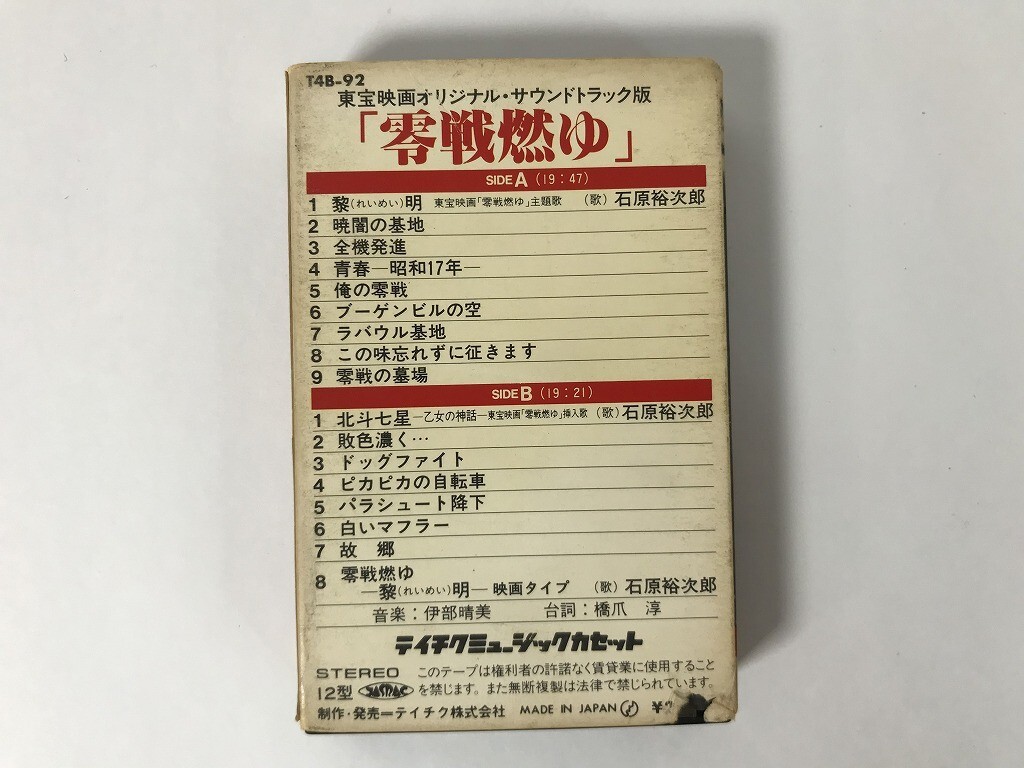 T4B-92
東宝映画オリジナル・サウンドトラック版
「零戦燃ゆ」
SIDE A (19:47)
1 黎(れいめい)明 東宝映画「零戦燃ゆ」主題歌 (歌) 石原裕次郎
2 暁闇の基地
3 全機発進
4 青春―昭和17年―
5 俺の零戦
6 ブーゲンビルの空
7 ラバウル基地
8 この味忘れずに征きます
9 零戦の墓場
SIDE B (19:21)
1 北斗七星―乙女の神話―東宝映画「零戦燃ゆ」挿入歌 (歌) 石原裕次郎
2 敗色濃く…
3 ドッグファイト
4 ピカピカの自転車
5 パラシュート降下
6 白いマフラー
7 故 郷
8 零戦燃ゆ
―黎(れいめい)明―映画タイプ (歌) 石原裕次郎
音楽:伊部晴美 台詞:橋爪 淳
テイチクミュージックカセット
STEREO このテープは権利者の許諾なく賃貸業に使用すること
12型 JASRAC を禁じます。また無断複製は法律で禁じられています。
制作・発売＝テイチク株式会社 MADE IN JAPAN ¥